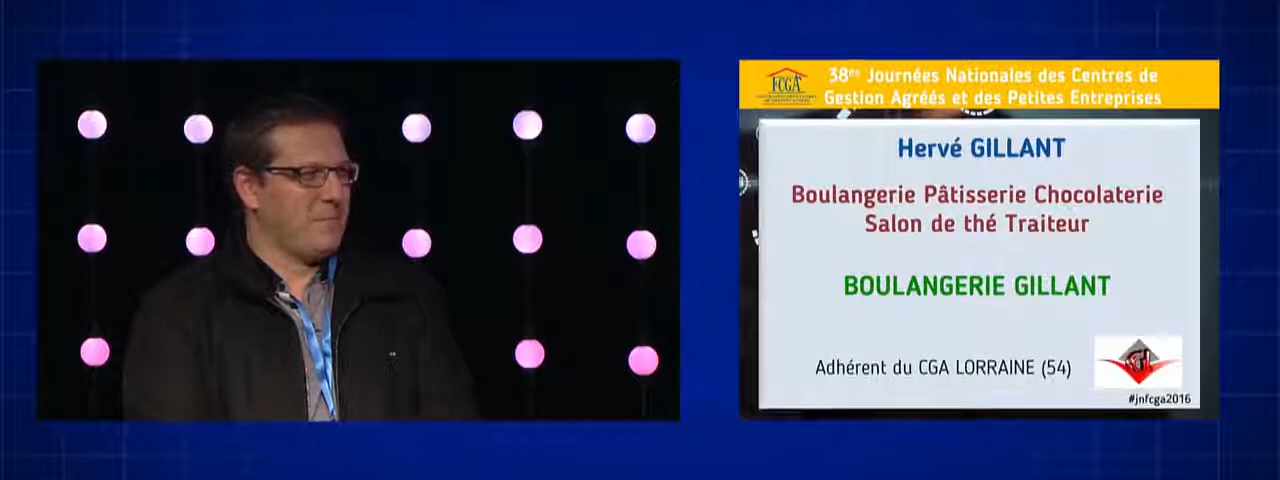 FCGA
38es Journées Nationales des Centres de
Gestion Agréés et des Petites Entreprises
Hervé GILLANT
Boulangerie Pâtisserie Chocolaterie
Salon de thé Traiteur
BOULANGERIE GILLANT
Adhérent du CGA LORRAINE (54)
#jnfcga2016